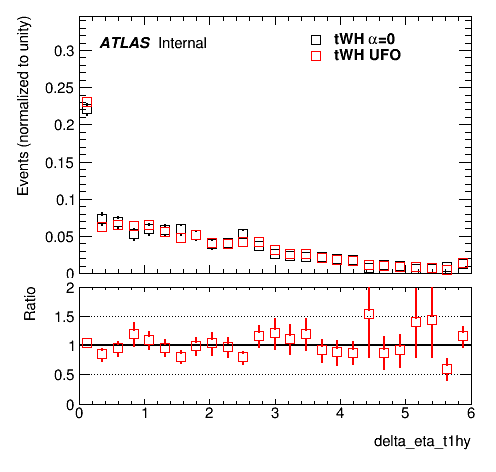 ATLAS Internal
tWH α=0
tWH UFO
Events (normalized to unity)
0.3
0.25
0.2
0.15
0.1
0.05
0
Ratio
2
1.5
1
0.5
0
0 1 2 3 4 5 6
delta_eta_t1hy